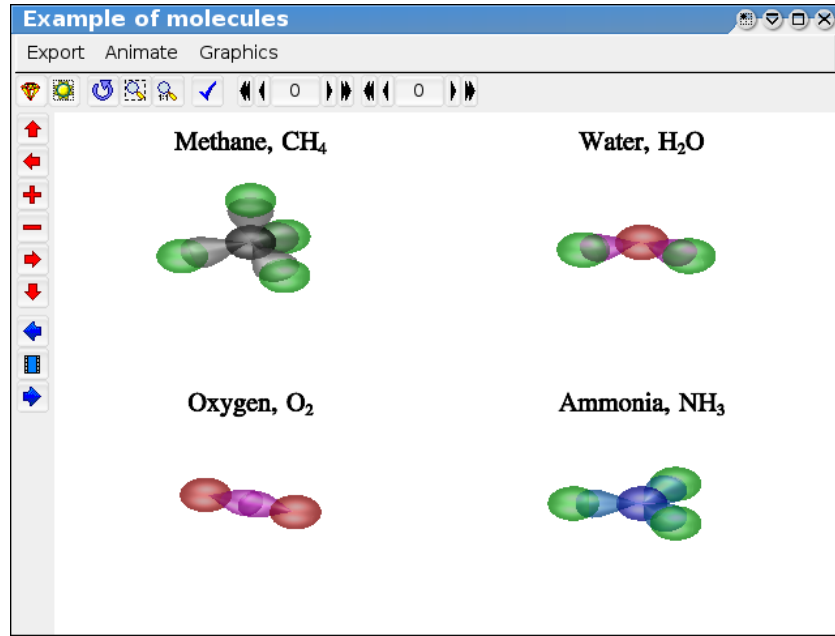 Example of molecules
Export Animate Graphics
0 0
Methane, CH₄ Water, H₂O
Oxygen, O₂ Ammonia, NH₃